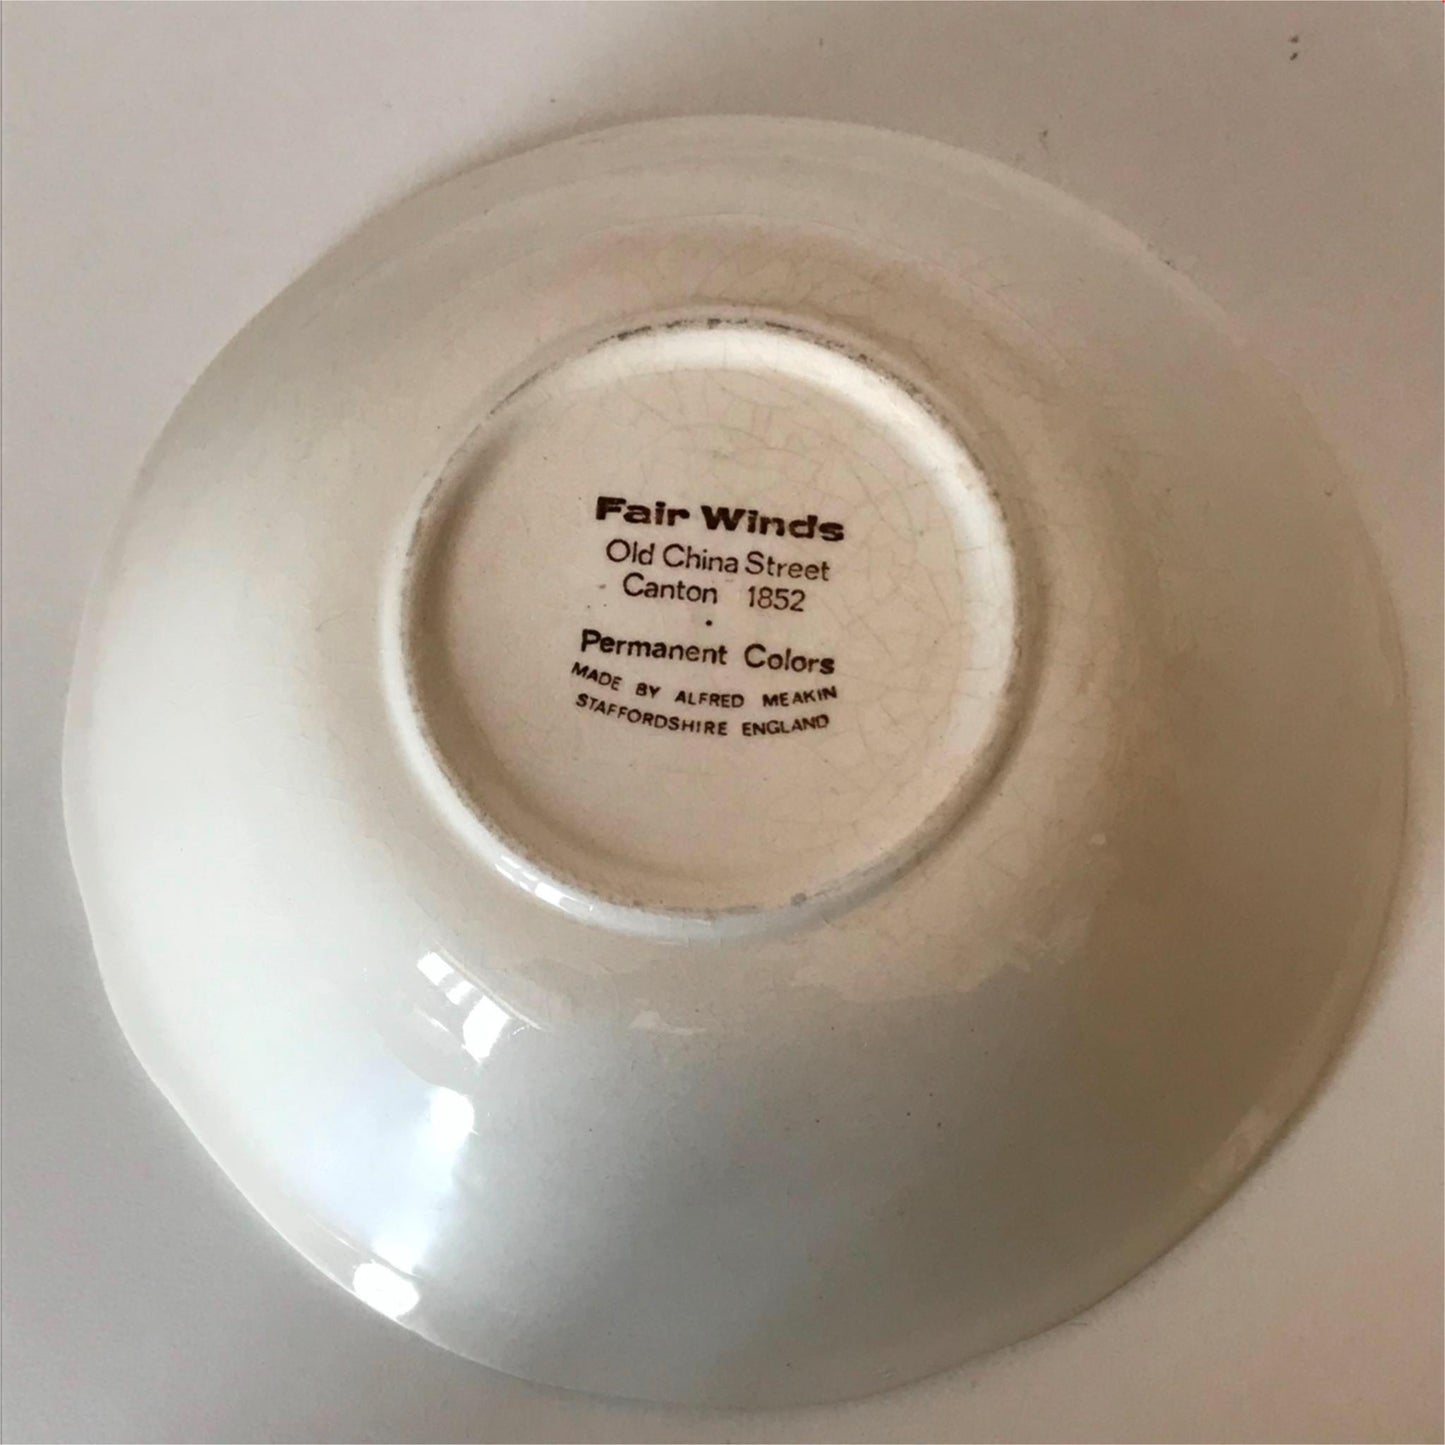 Fair Winds
Old China Street
Canton 1852
Permanent Colors
MADE BY ALFRED MEAKIN
STAFFORDSHIRE ENGLAND